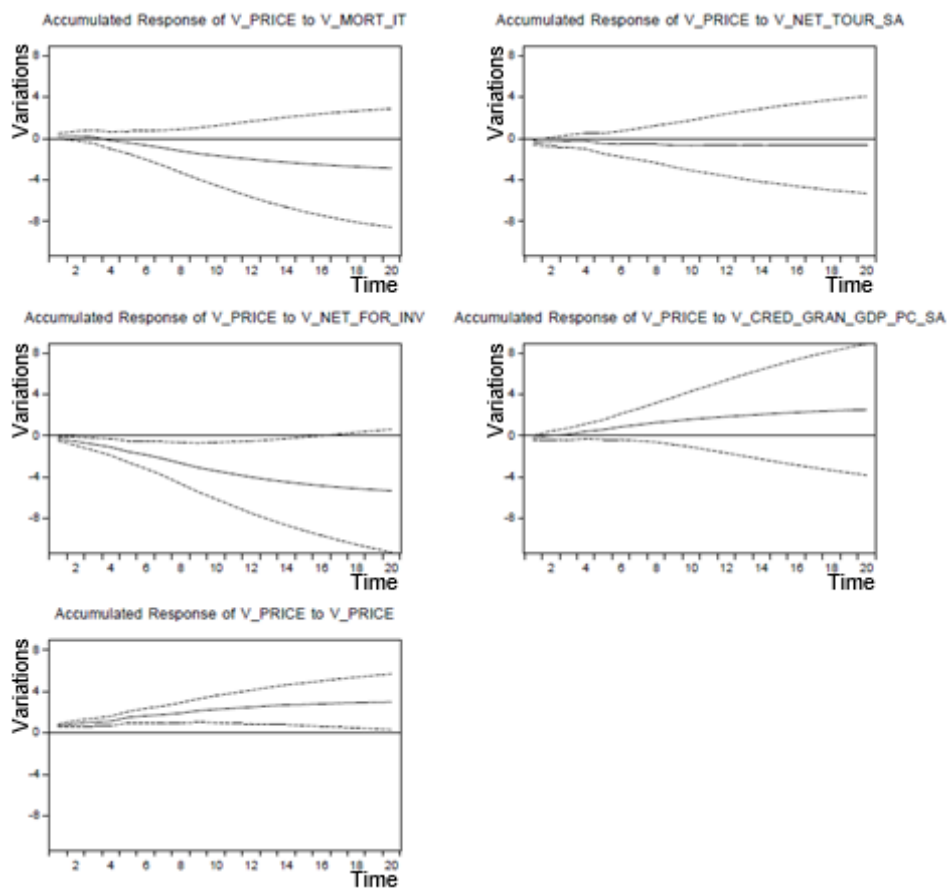 Accumulated Response of V_PRICE to V_MORT_IT
Variations
8
4
0
-4
-8
2 4 6 8 10 12 14 16 18 20
Time
Accumulated Response of V_PRICE to V_NET_TOUR_SA
Variations
8
4
0
-4
-8
2 4 6 8 10 12 14 16 18 20
Time
Accumulated Response of V_PRICE to V_NET_FOR_INV
Variations
8
4
0
-4
-8
2 4 6 8 10 12 14 16 18 20
Time
Accumulated Response of V_PRICE to V_CRED_GRAN_GDP_PC_SA
Variations
8
4
0
-4
-8
2 4 6 8 10 12 14 16 18 20
Time
Accumulated Response of V_PRICE to V_PRICE
Variations
8
4
0
-4
-8
2 4 6 8 10 12 14 16 18 20
Time